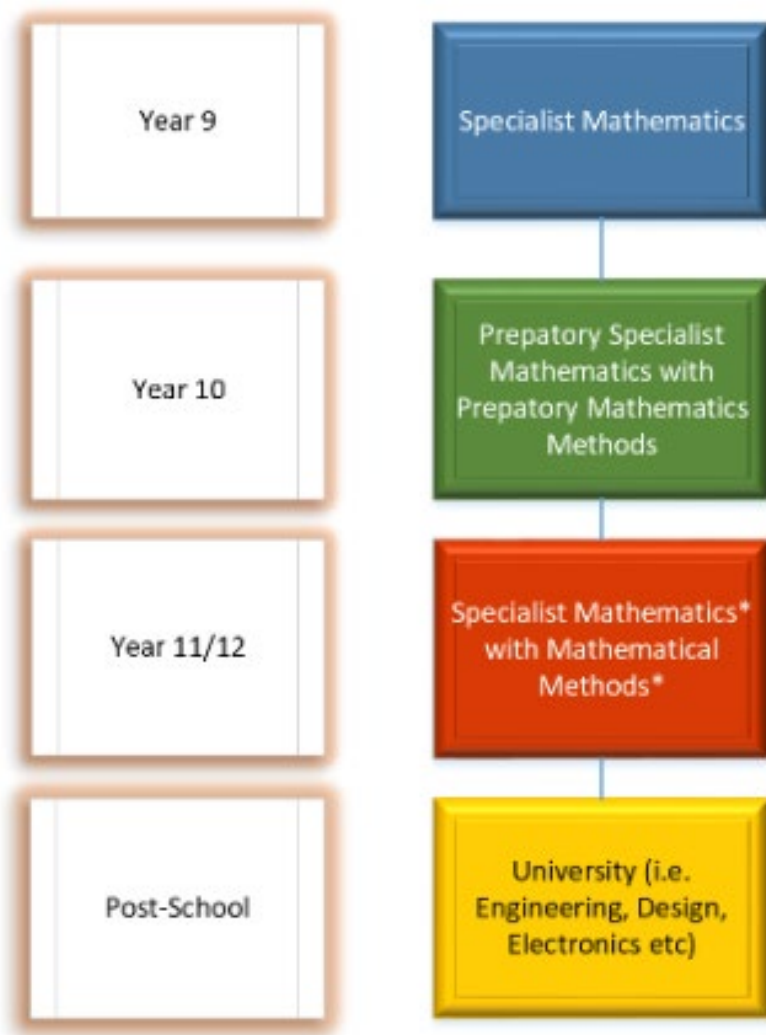 Year 9
Specialist Mathematics
Year 10
Prepatory Specialist
Mathematics with
Prepatory Mathematics
Methods
Year 11/12
Specialist Mathematics*
with Mathematical
Methods*
Post-School
University (i.e.
Engineering, Design,
Electronics etc)